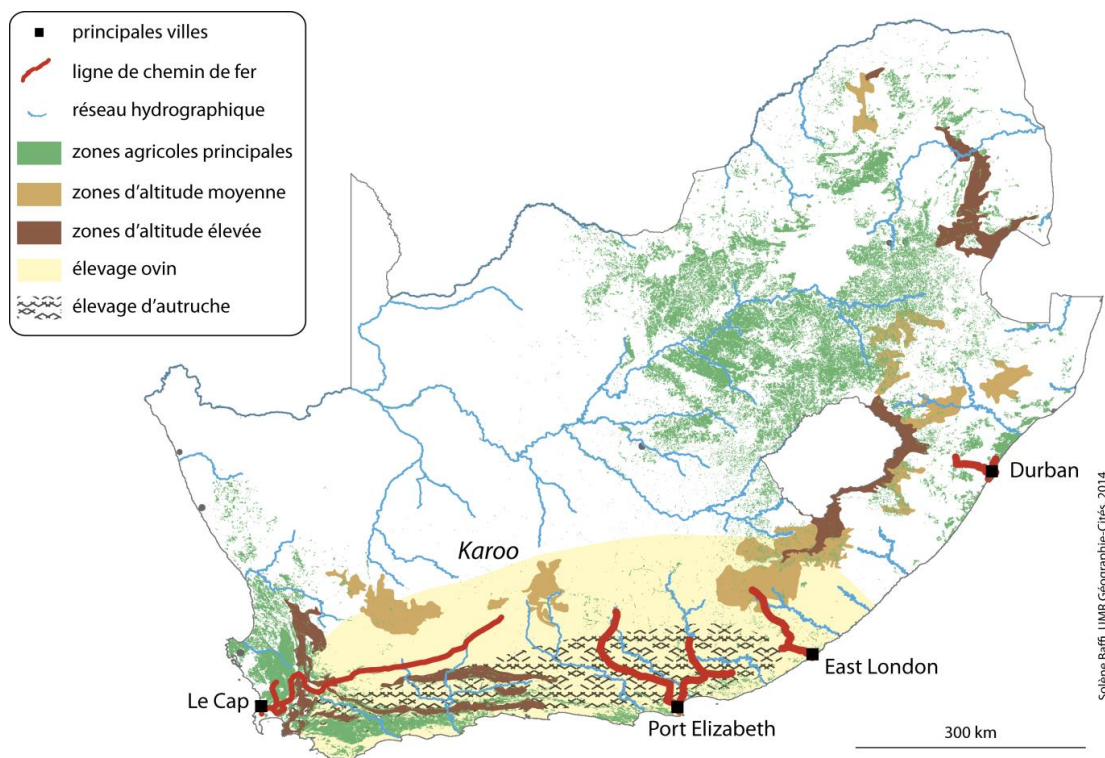 principales villes
ligne de chemin de fer
réseau hydrographique
zones agricoles principales
zones d'altitude moyenne
zones d'altitude élevée
élevage ovin
élevage d'autruche
Durban
Karoo
East London
Le Cap
Port Elizabeth
300 km
Solène Baffi, UMR Géographie-Cités, 2014